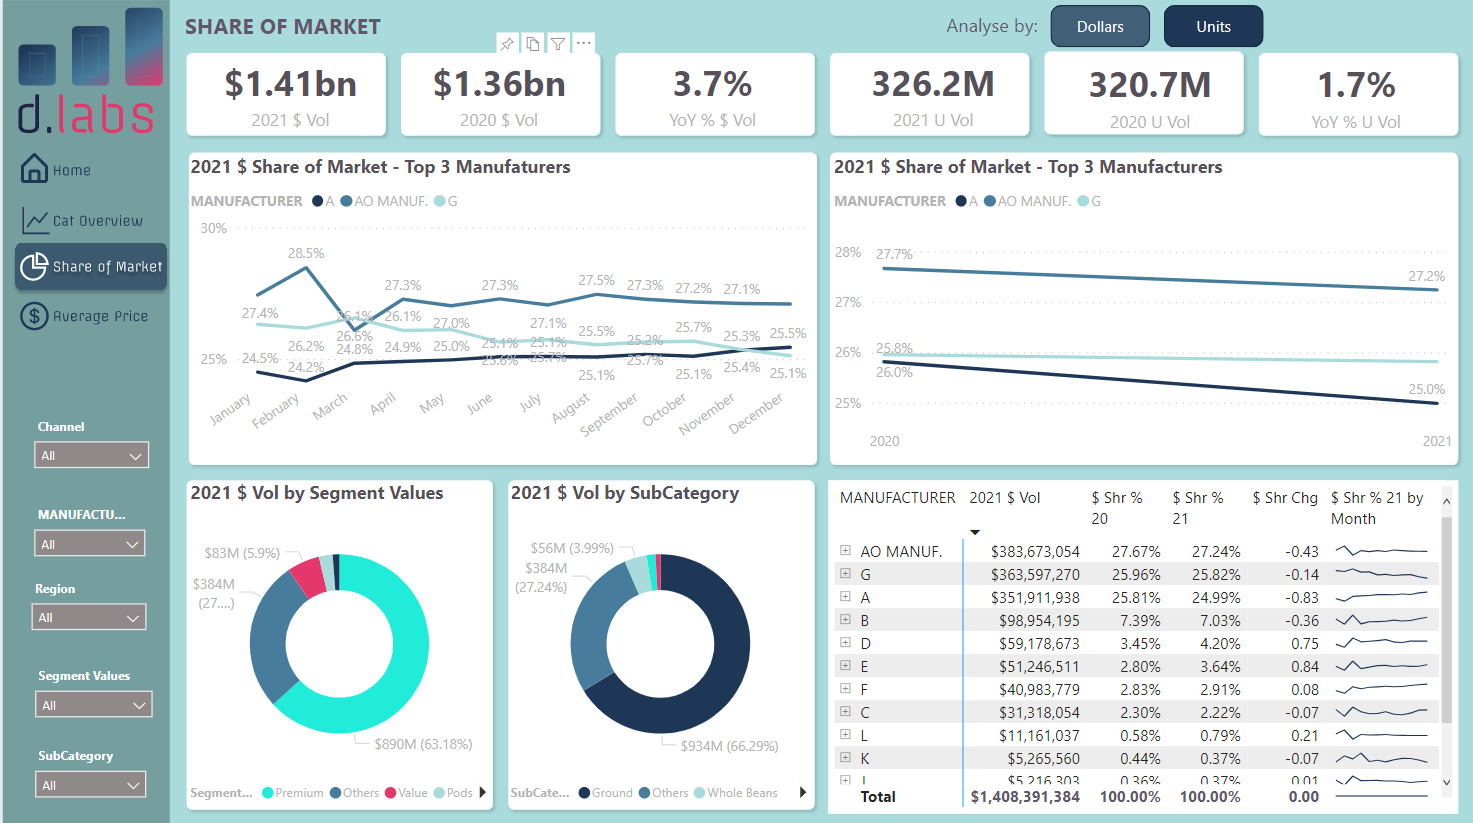 d.labs
Home
Cat Overview
Share of Market
Average Price
Channel
All
MANUFACTU...
All
Region
All
Segment Values
All
SubCategory
All
SHARE OF MARKET
Analyse by:
Dollars
Units
$1.41bn
2021 $ Vol
$1.36bn
2020 $ Vol
3.7%
YoY % $ Vol
326.2M
2021 U Vol
320.7M
2020 U Vol
1.7%
YoY % U Vol
2021 $ Share of Market - Top 3 Manufaturers
MANUFACTURER A AO MANUF. G
30%
25%
28.5%
27.4%
27.3%
27.0%
27.3%
27.1%
27.5%
27.3%
27.2%
27.1%
26.2%
26.1%
26.6%
26.1%
24.5%
24.2%
24.8%
24.9%
25.0%
25.1%
25.6%
25.1%
25.7%
25.5%
25.1%
25.2%
25.7%
25.7%
25.1%
25.3%
25.4%
25.5%
25.1%
January
February
March
April
May
June
July
August
September
October
November
December
2021 $ Share of Market - Top 3 Manufacturers
MANUFACTURER A AO MANUF. G
28%
27%
26%
25%
27.7%
27.2%
25.8%
26.0%
25.0%
2020
2021
2021 $ Vol by Segment Values
$83M (5.9%)
$384M
(27....)
$890M (63.18%)
Segment... Premium Others Value Pods
2021 $ Vol by SubCategory
$56M (3.99%)
$384M
(27.24%)
$934M (66.29%)
SubCate... Ground Others Whole Beans
MANUFACTURER 2021 $ Vol $ Shr % 20 $ Shr % 21 $ Shr Chg $ Shr % 21 by Month
AO MANUF. $383,673,054 27.67% 27.24% -0.43
G $363,597,270 25.96% 25.82% -0.14
A $351,911,938 25.81% 24.99% -0.83
B $98,954,195 7.39% 7.03% -0.36
D $59,178,673 3.45% 4.20% 0.75
E $51,246,511 2.80% 3.64% 0.84
F $40,983,779 2.83% 2.91% 0.08
C $31,318,054 2.30% 2.22% -0.07
L $11,161,037 0.58% 0.79% 0.21
K $5,265,560 0.44% 0.37% -0.07
$5,216,303 0.36% 0.37% 0.01
Total $1,408,391,384 100.00% 100.00% 0.00